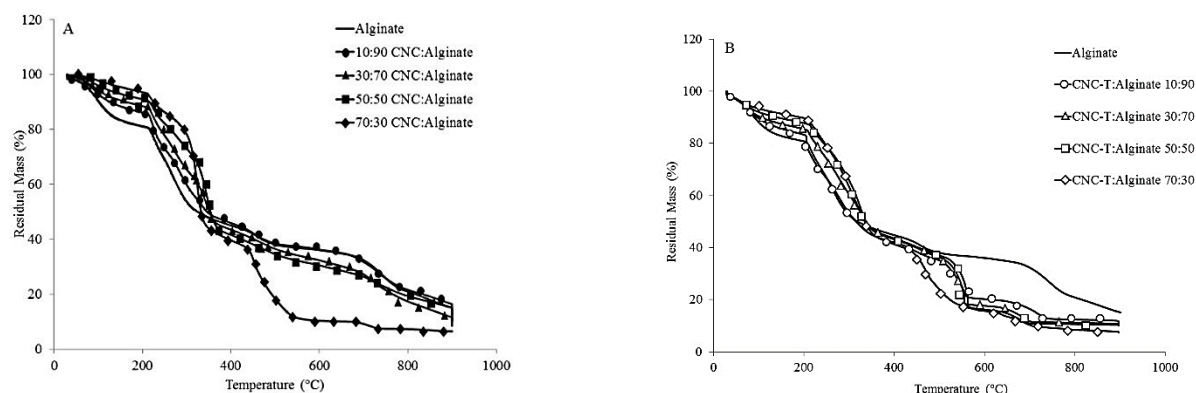 A
120
100
80
60
40
20
0
Residual Mass (%)
0 200 400 600 800 1000
Temperature (°C)
Alginate
10:90 CNC:Alginate
30:70 CNC:Alginate
50:50 CNC:Alginate
70:30 CNC:Alginate
B
120
100
80
60
40
20
0
Residual Mass (%)
0 200 400 600 800 1000
Temperature (°C)
Alginate
CNC-T:Alginate 10:90
CNC-T:Alginate 30:70
CNC-T:Alginate 50:50
CNC-T:Alginate 70:30